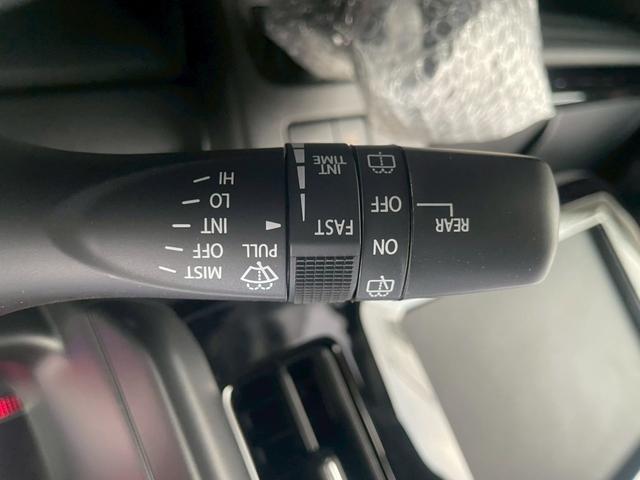 MIST
OFF
INT
LO
HI
PULL
FAST
INT
TIME
ON
OFF
REAR